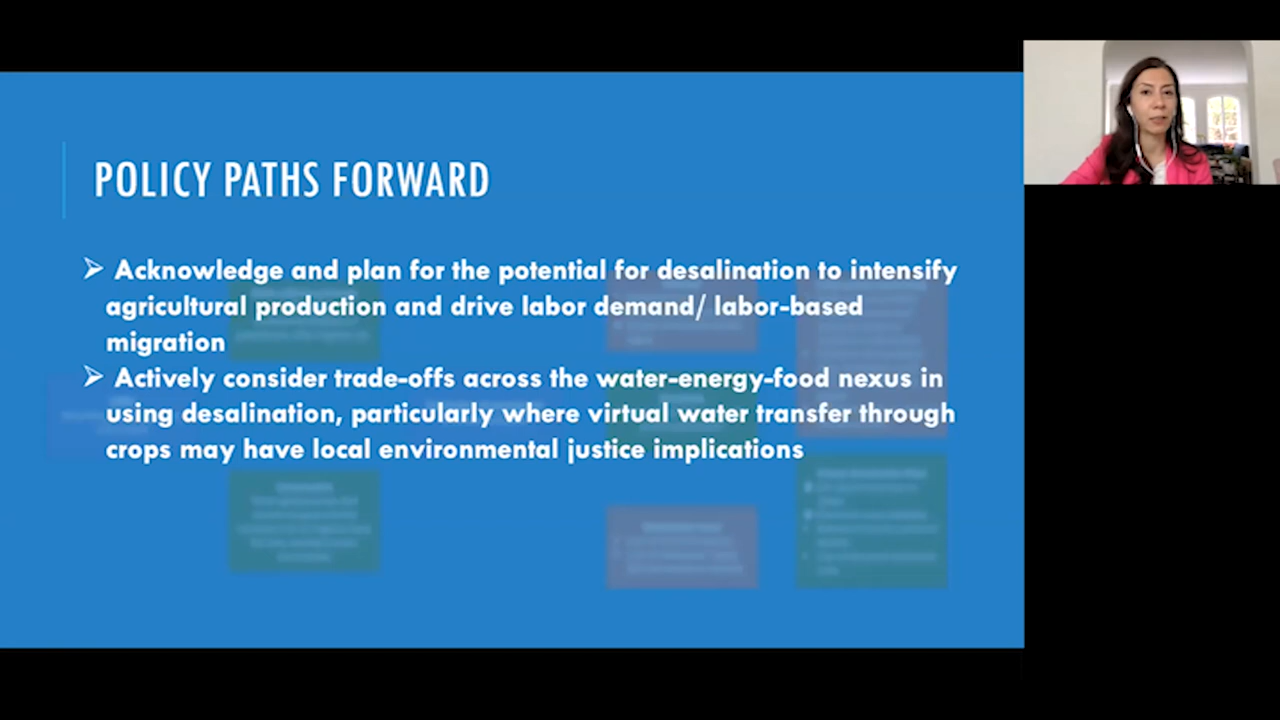 POLICY PATHS FORWARD
➢ Acknowledge and plan for the potential for desalination to intensify
agricultural production and drive labor demand/ labor-based
migration
➢ Actively consider trade-offs across the water-energy-food nexus in
using desalination, particularly where virtual water transfer through
crops may have local environmental justice implications